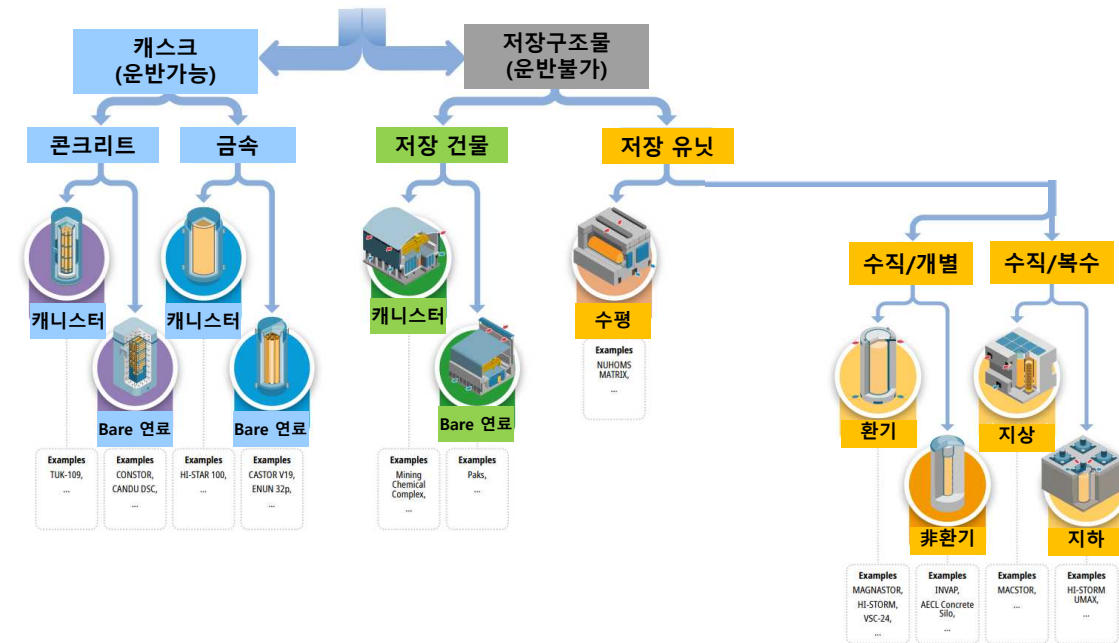 캐스크
(운반가능)
저장구조물
(운반불가)
콘크리트
금속
저장 건물
저장 유닛
수직/개별
수직/복수
캐니스터
캐니스터
캐니스터
수평
Bare 연료
Bare 연료
Bare 연료
환기
지상
非환기
지하
Examples
TUK-109,
...
Examples
CONSTOR,
CANDU DSC,
...
Examples
HI-STAR 100,
...
Examples
CASTOR V19,
ENUN 32p,
...
Examples
Mining
Chemical
Complex,
...
Examples
Paks,
...
Examples
NUHOMS
MATRIX,
...
Examples
MAGNASTOR,
HI-STORM,
VSC-24,
...
Examples
INVAP,
AECL Concrete
Silo,
...
Examples
MACSTOR,
...
Examples
HI-STORM
UMAX,
...